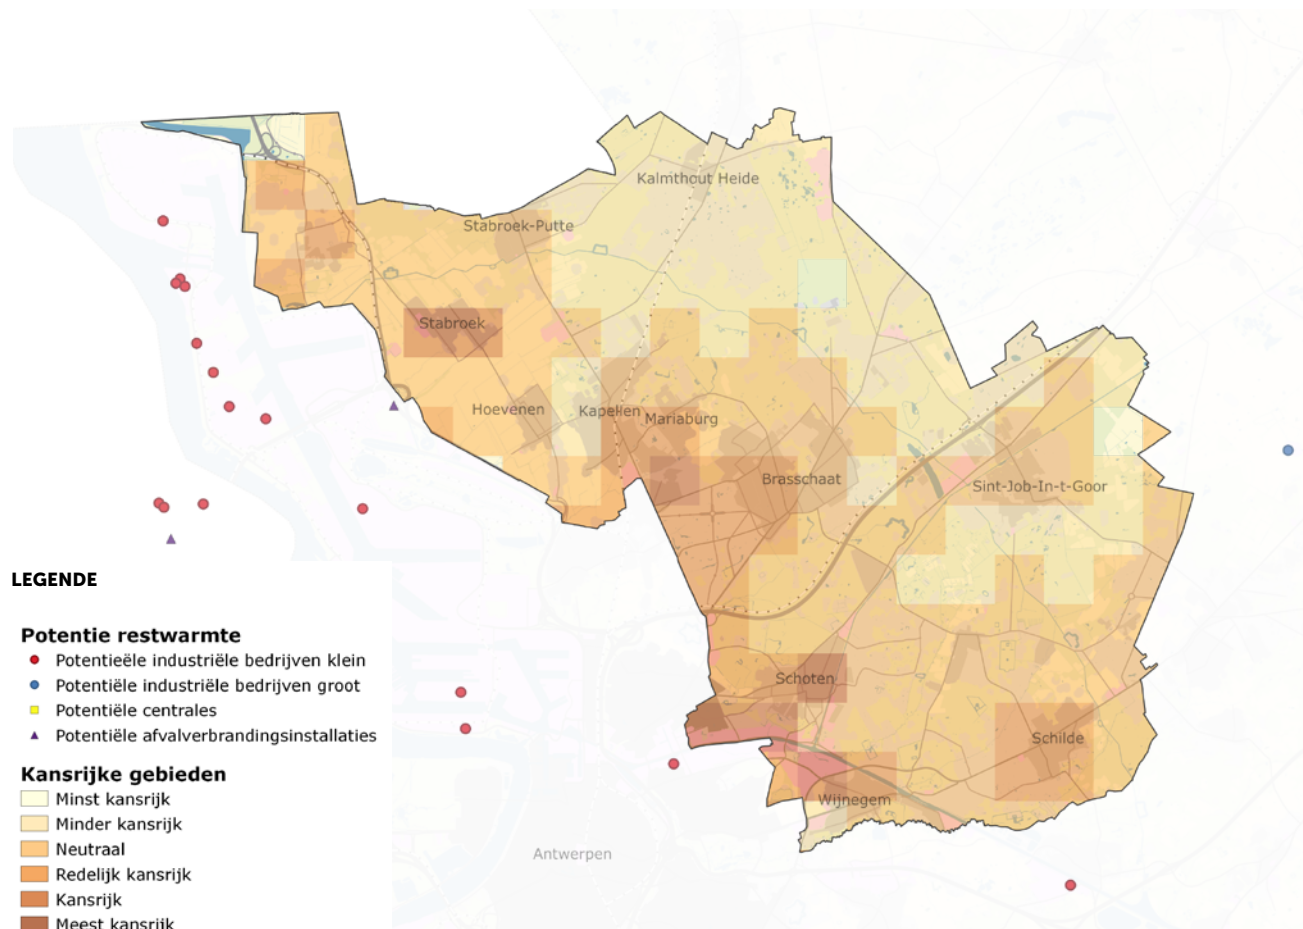 Kalmthout Heide
Stabroek-Putte
Stabroek
Hoevenen
Kapellen
Mariaburg
Brasschaat
Sint-Job-In-t-Goor
Schoten
Schilde
Wijnegem
Antwerpen
LEGENDE
Potentie restwarmte
Potentieële industriële bedrijven klein
Potentiële industriële bedrijven groot
Potentiële centrales
Potentiële afvalverbrandingsinstallaties
Kansrijke gebieden
Minst kansrijk
Minder kansrijk
Neutraal
Redelijk kansrijk
Kansrijk
Meest kansrijk